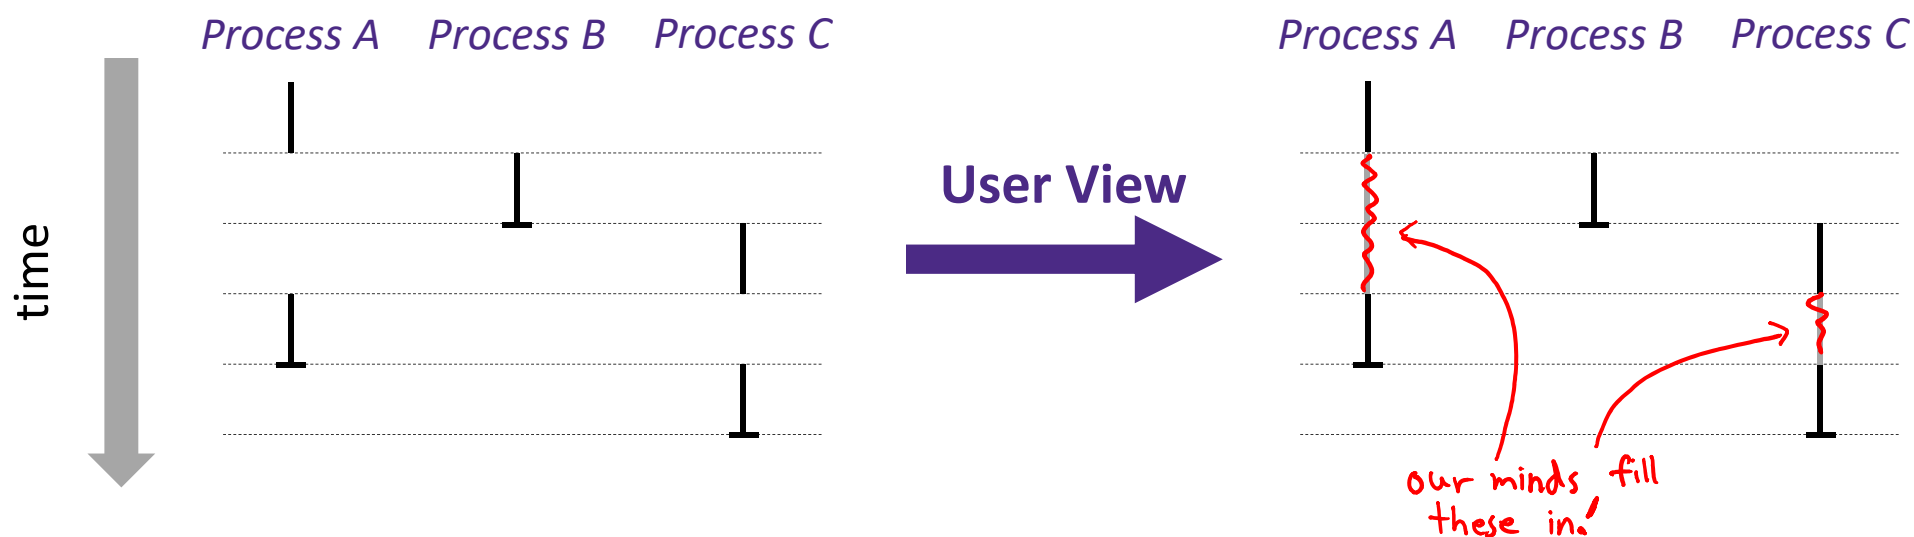 Process A Process B Process C
Process A Process B Process C
time
User View
our minds fill
these in!